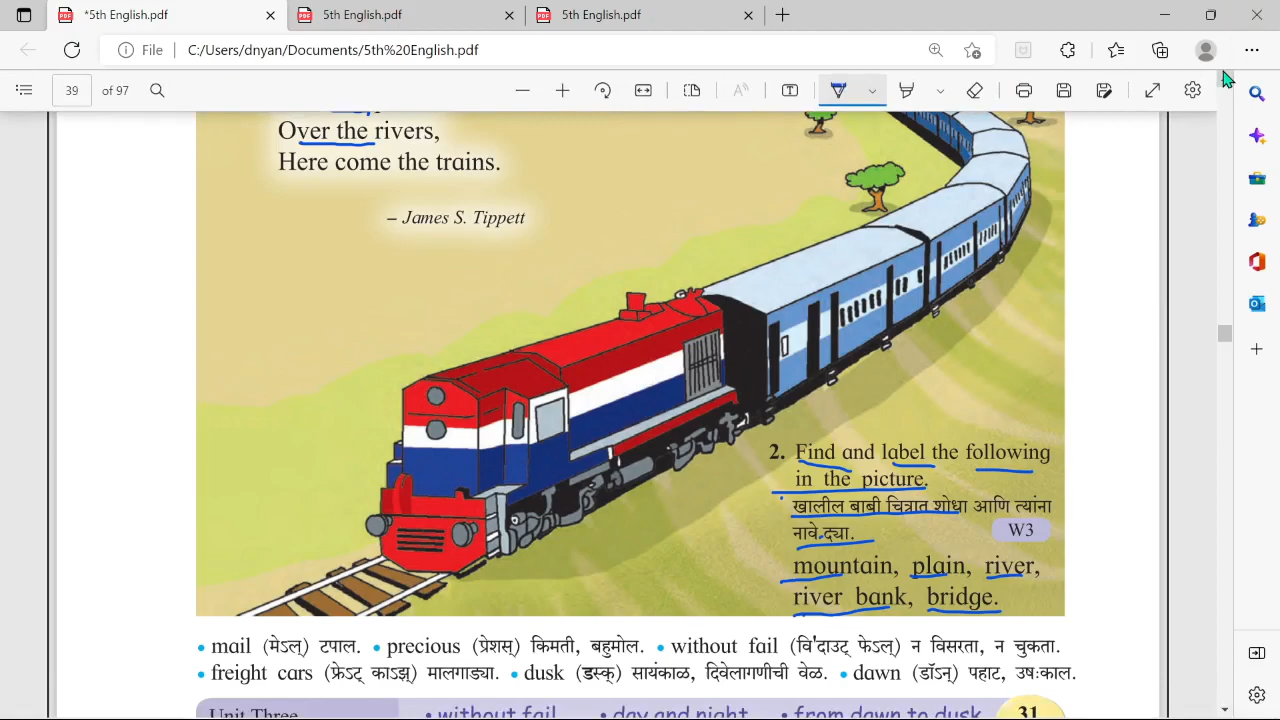 *5th English.pdf
5th English.pdf
5th English.pdf
File
C:/Users/dnyan/Documents/5th%20English.pdf
39 of 97
Over the rivers,
Here come the trains.
– James S. Tippett
2. Find and label the following
in the picture.
खालील बाबी चित्रात शोधा आणि त्यांना
नावे द्या.
W3
mountain, plain, river,
river bank, bridge.
• mail (मेऽल्) टपाल. • precious (प्रेशस्) किमती, बहुमोल. • without fail (वि'दाउट् फेऽल्) न विसरता, न चुकता.
• freight cars (फ्रेऽट् काऽझ्) मालगाड्या. • dusk (डस्क्) सायंकाळ, दिवेलागणीची वेळ. • dawn (डॉऽन्) पहाट, उषःकाल.
Unit Three
• without fail • day and night • from dawn to dusk
31